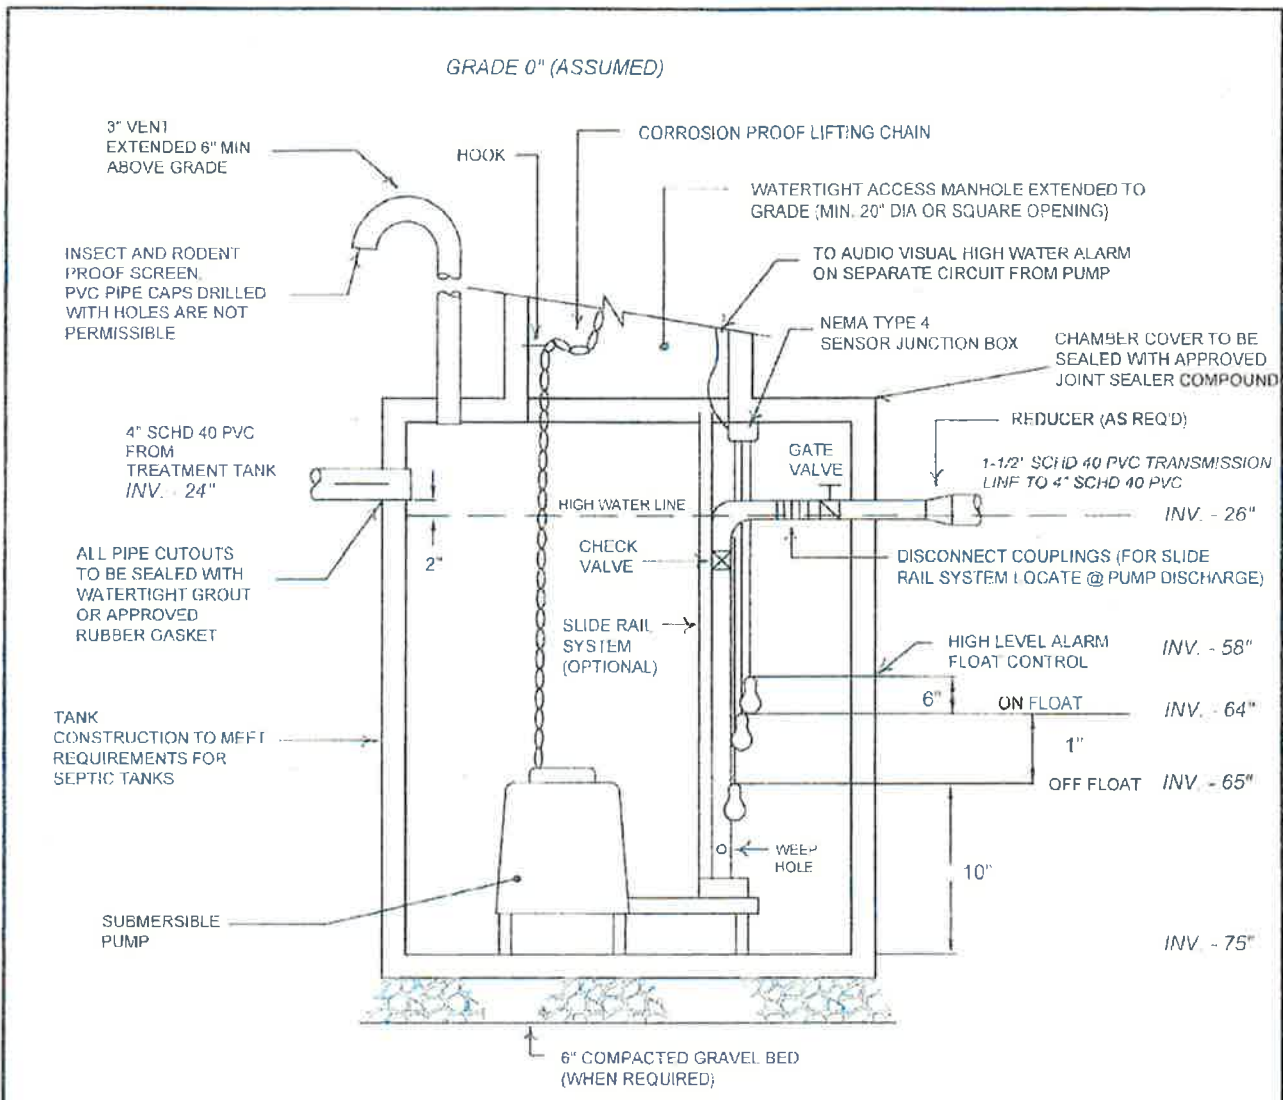 GRADE 0" (ASSUMED)
3" VENT
EXTENDED 6" MIN
ABOVE GRADE
HOOK
CORROSION PROOF LIFTING CHAIN
WATERTIGHT ACCESS MANHOLE EXTENDED TO
GRADE (MIN. 20" DIA OR SQUARE OPENING)
INSECT AND RODENT
PROOF SCREEN.
PVC PIPE CAPS DRILLED
WITH HOLES ARE NOT
PERMISSIBLE
TO AUDIO VISUAL HIGH WATER ALARM
ON SEPARATE CIRCUIT FROM PUMP
NEMA TYPE 4
SENSOR JUNCTION BOX
CHAMBER COVER TO BE
SEALED WITH APPROVED
JOINT SEALER COMPOUND
4" SCHD 40 PVC
FROM
TREATMENT TANK
INV. - 24"
REDUCER (AS REQ'D)
GATE
VALVE
1-1/2" SCHD 40 PVC TRANSMISSION
LINE TO 4" SCHD 40 PVC
HIGH WATER LINE
INV. - 26"
2"
CHECK
VALVE
ALL PIPE CUTOUTS
TO BE SEALED WITH
WATERTIGHT GROUT
OR APPROVED
RUBBER GASKET
DISCONNECT COUPLINGS (FOR SLIDE
RAIL SYSTEM LOCATE @ PUMP DISCHARGE)
SLIDE RAIL
SYSTEM
(OPTIONAL)
HIGH LEVEL ALARM
FLOAT CONTROL
INV. - 58"
6"
ON FLOAT
INV. - 64"
TANK
CONSTRUCTION TO MEET
REQUIREMENTS FOR
SEPTIC TANKS
1"
OFF FLOAT
INV. - 65"
WEEP
HOLE
10"
SUBMERSIBLE
PUMP
INV. - 75"
6" COMPACTED GRAVEL BED
(WHEN REQUIRED)